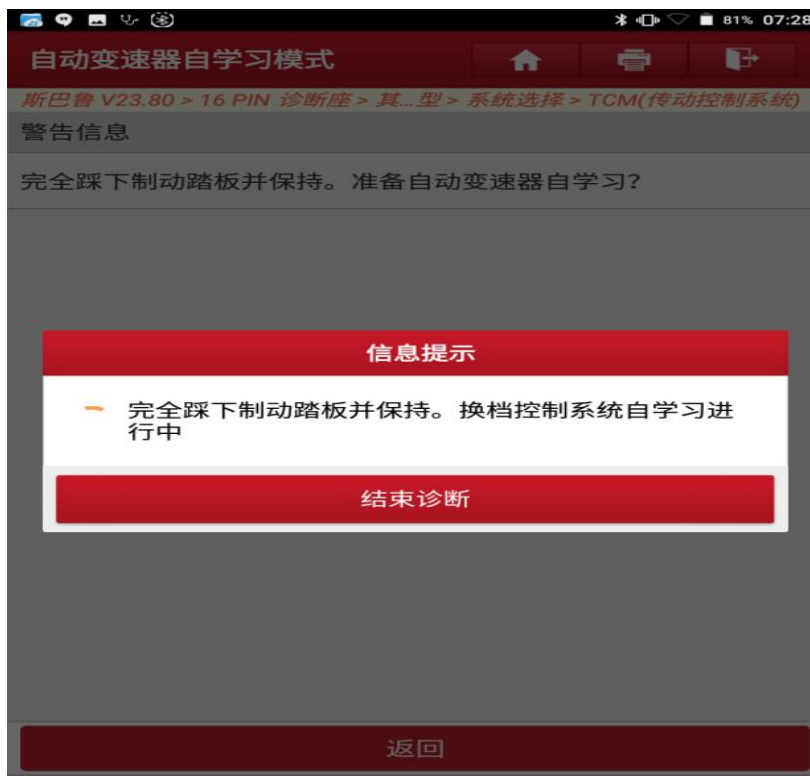 81% 07:28
自动变速器自学习模式
斯巴鲁 V23.80 > 16 PIN 诊断座 > 其...型 > 系统选择 > TCM(传动控制系统)
警告信息
完全踩下制动踏板并保持。准备自动变速器自学习?
信息提示
完全踩下制动踏板并保持。换档控制系统自学习进
行中
结束诊断
返回